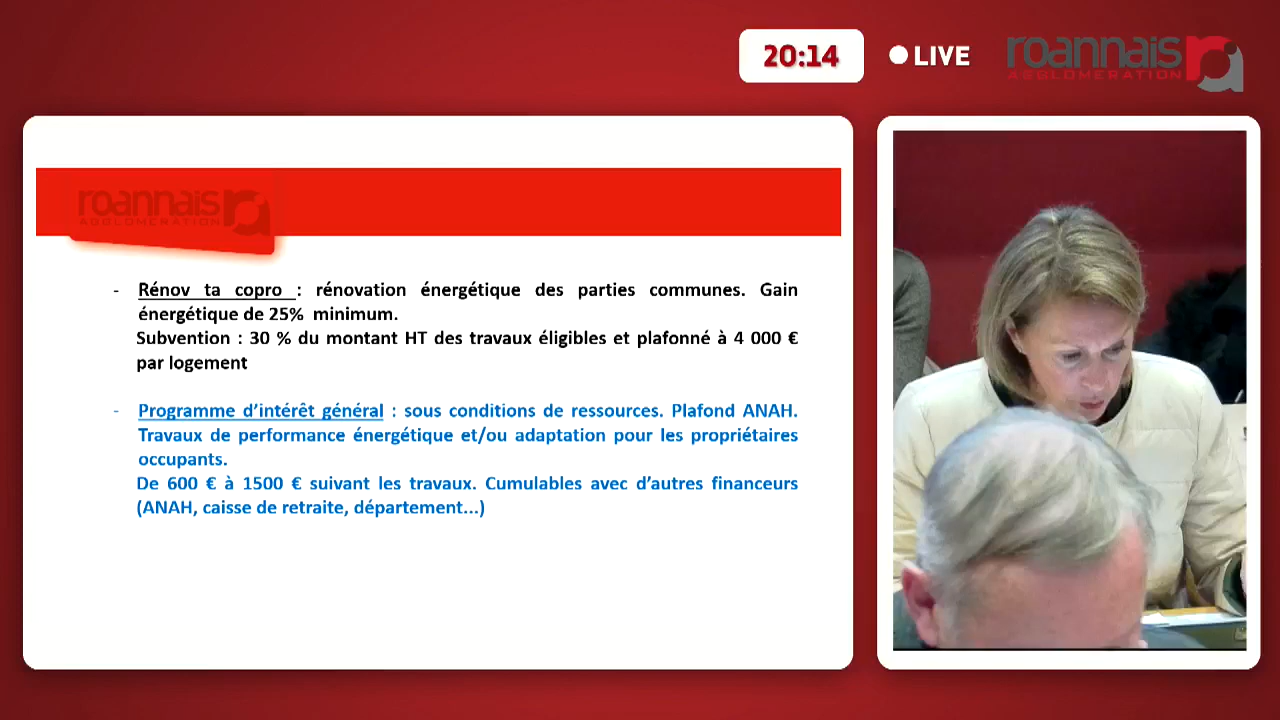 20:14
LIVE
roannais
AGGLOMERATION
roannais
AGGLOMERATION
- Rénov ta copro : rénovation énergétique des parties communes. Gain
énergétique de 25% minimum.
Subvention : 30 % du montant HT des travaux éligibles et plafonné à 4 000 €
par logement
- Programme d’intérêt général : sous conditions de ressources. Plafond ANAH.
Travaux de performance énergétique et/ou adaptation pour les propriétaires
occupants.
De 600 € à 1500 € suivant les travaux. Cumulables avec d’autres financeurs
(ANAH, caisse de retraite, département...)